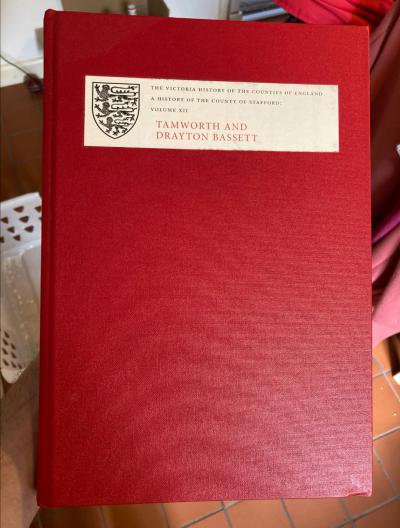 THE VICTORIA HISTORY OF THE COUNTIES OF ENGLAND
A HISTORY OF THE COUNTY OF STAFFORD:
VOLUME XII
TAMWORTH AND
DRAYTON BASSETT